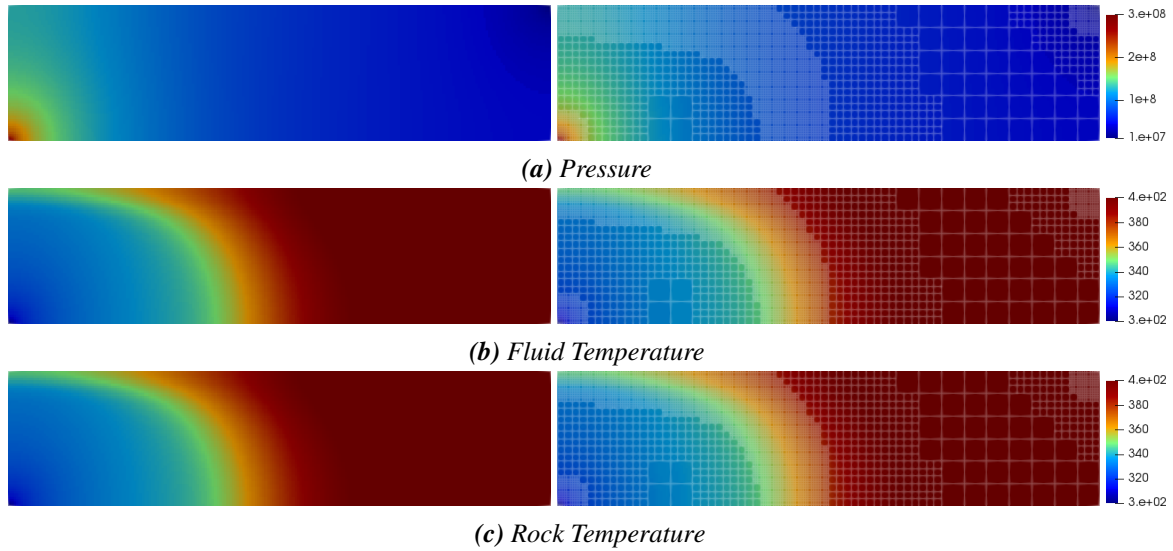 3.e+08
2e+8
1e+8
1.e+07
(a) Pressure
4.e+02
380
360
340
320
3.e+02
(b) Fluid Temperature
4.e+02
380
360
340
320
3.e+02
(c) Rock Temperature